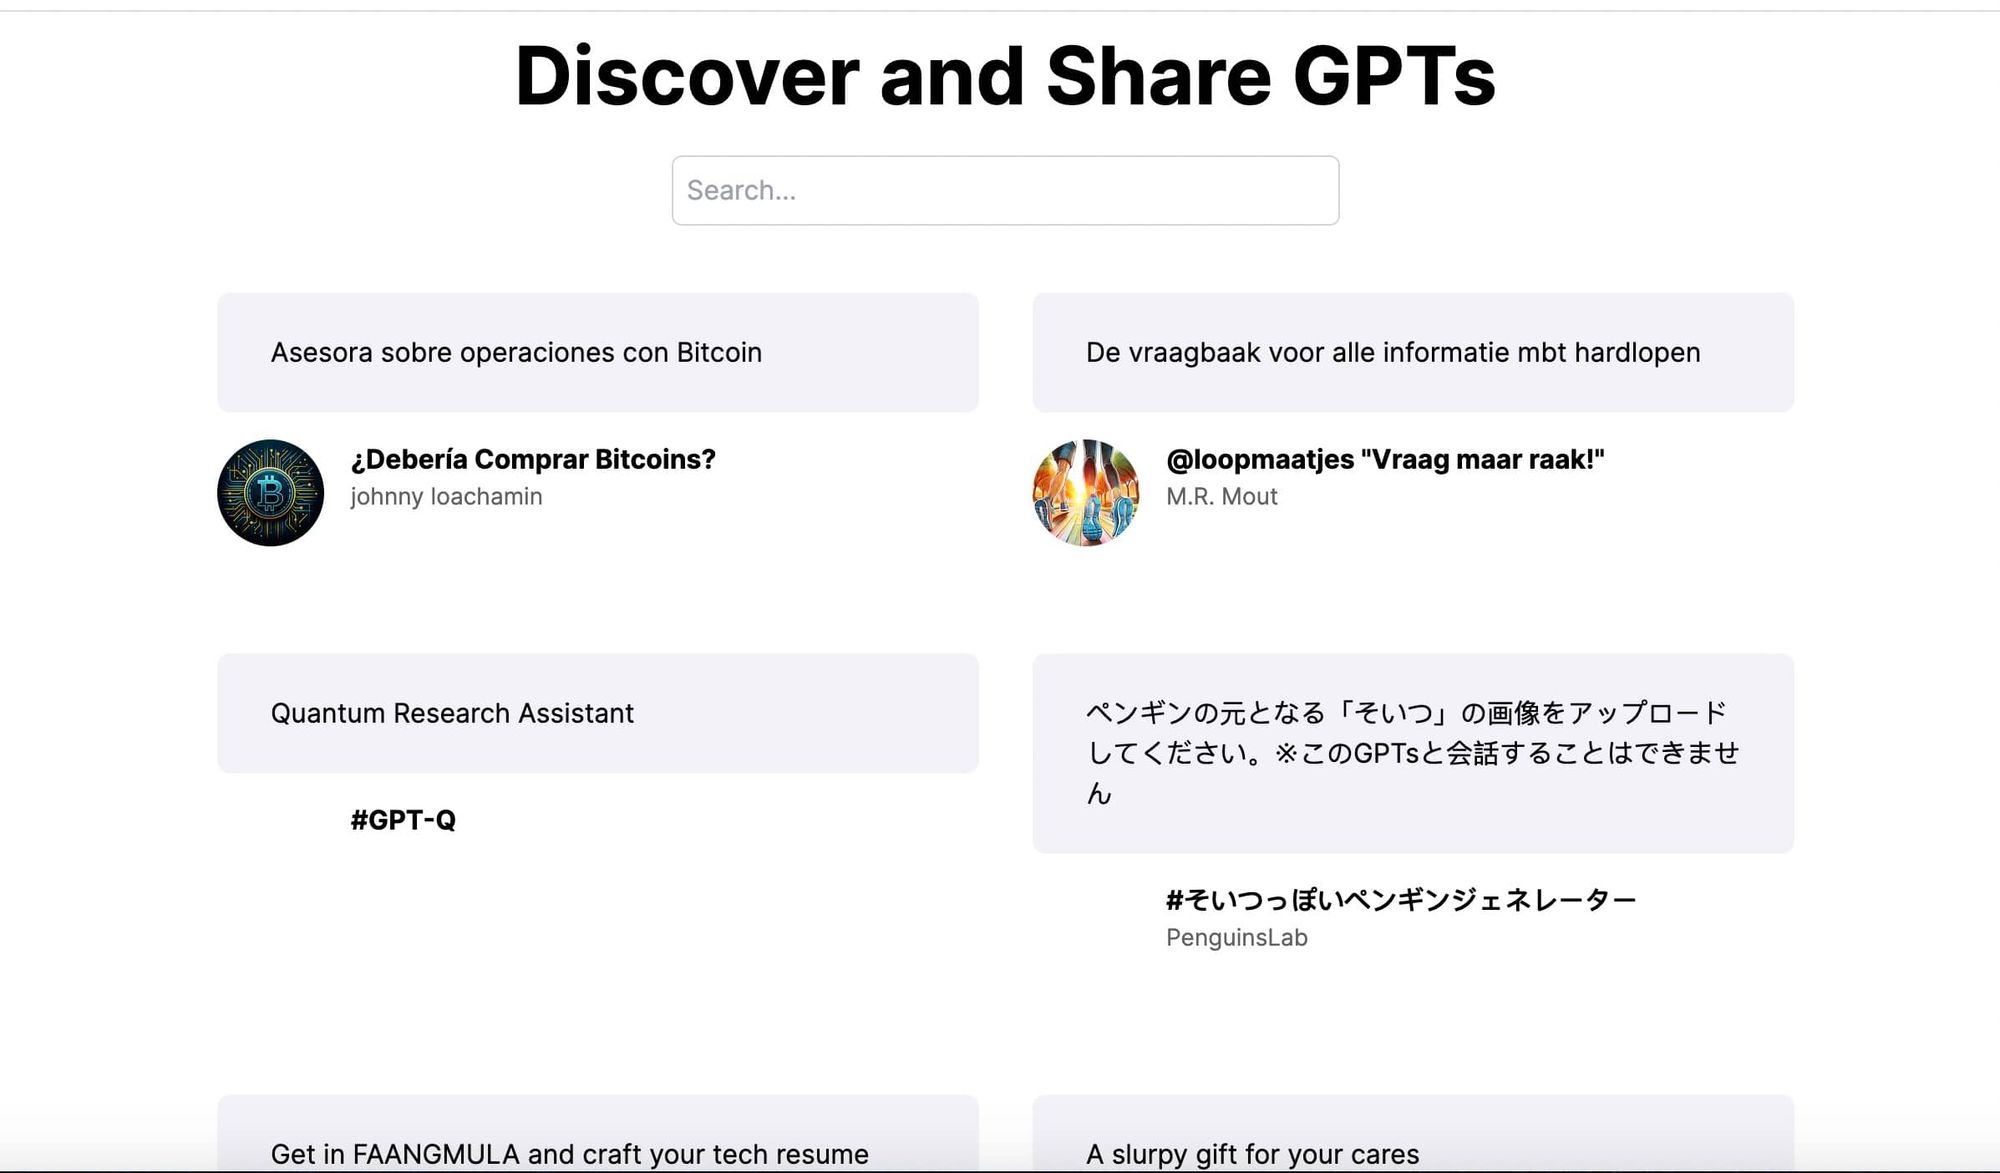 Discover and Share GPTs
Search...
Asesora sobre operaciones con Bitcoin
¿Debería Comprar Bitcoins?
johnny loachamin
De vraagbaak voor alle informatie mbt hardlopen
@loopmaatjes "Vraag maar raak!"
M.R. Mout
Quantum Research Assistant
#GPT-Q
ペンギンの元となる「そいつ」の画像をアップロード
してください。※このGPTsと会話することはできませ
ん
#そいつっぽいペンギンジェネレーター
PenguinsLab
Get in FAANGMULA and craft your tech resume
A slurpy gift for your cares